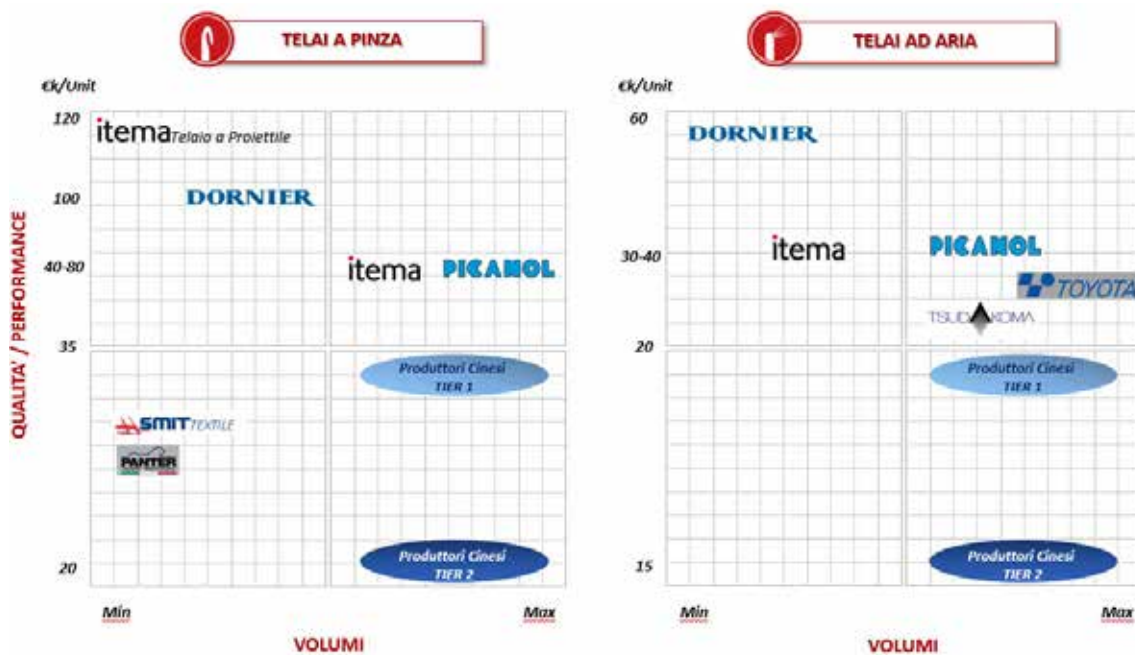 TELAI A PINZA
€k/Unit
120
itema Telaio a Proiettile
100
DORNIER
40-80
itema PICANOL
35
Produttori Cinesi
TIER 1
SMIT TEXTILE
PANTER
Produttori Cinesi
TIER 2
20
Min
Max
VOLUMI
QUALITA' / PERFORMANCE
TELAI AD ARIA
€k/Unit
60
DORNIER
30-40
itema
PICANOL
TOYOTA
TSUDAKOMA
20
Produttori Cinesi
TIER 1
Produttori Cinesi
TIER 2
15
Min
Max
VOLUMI